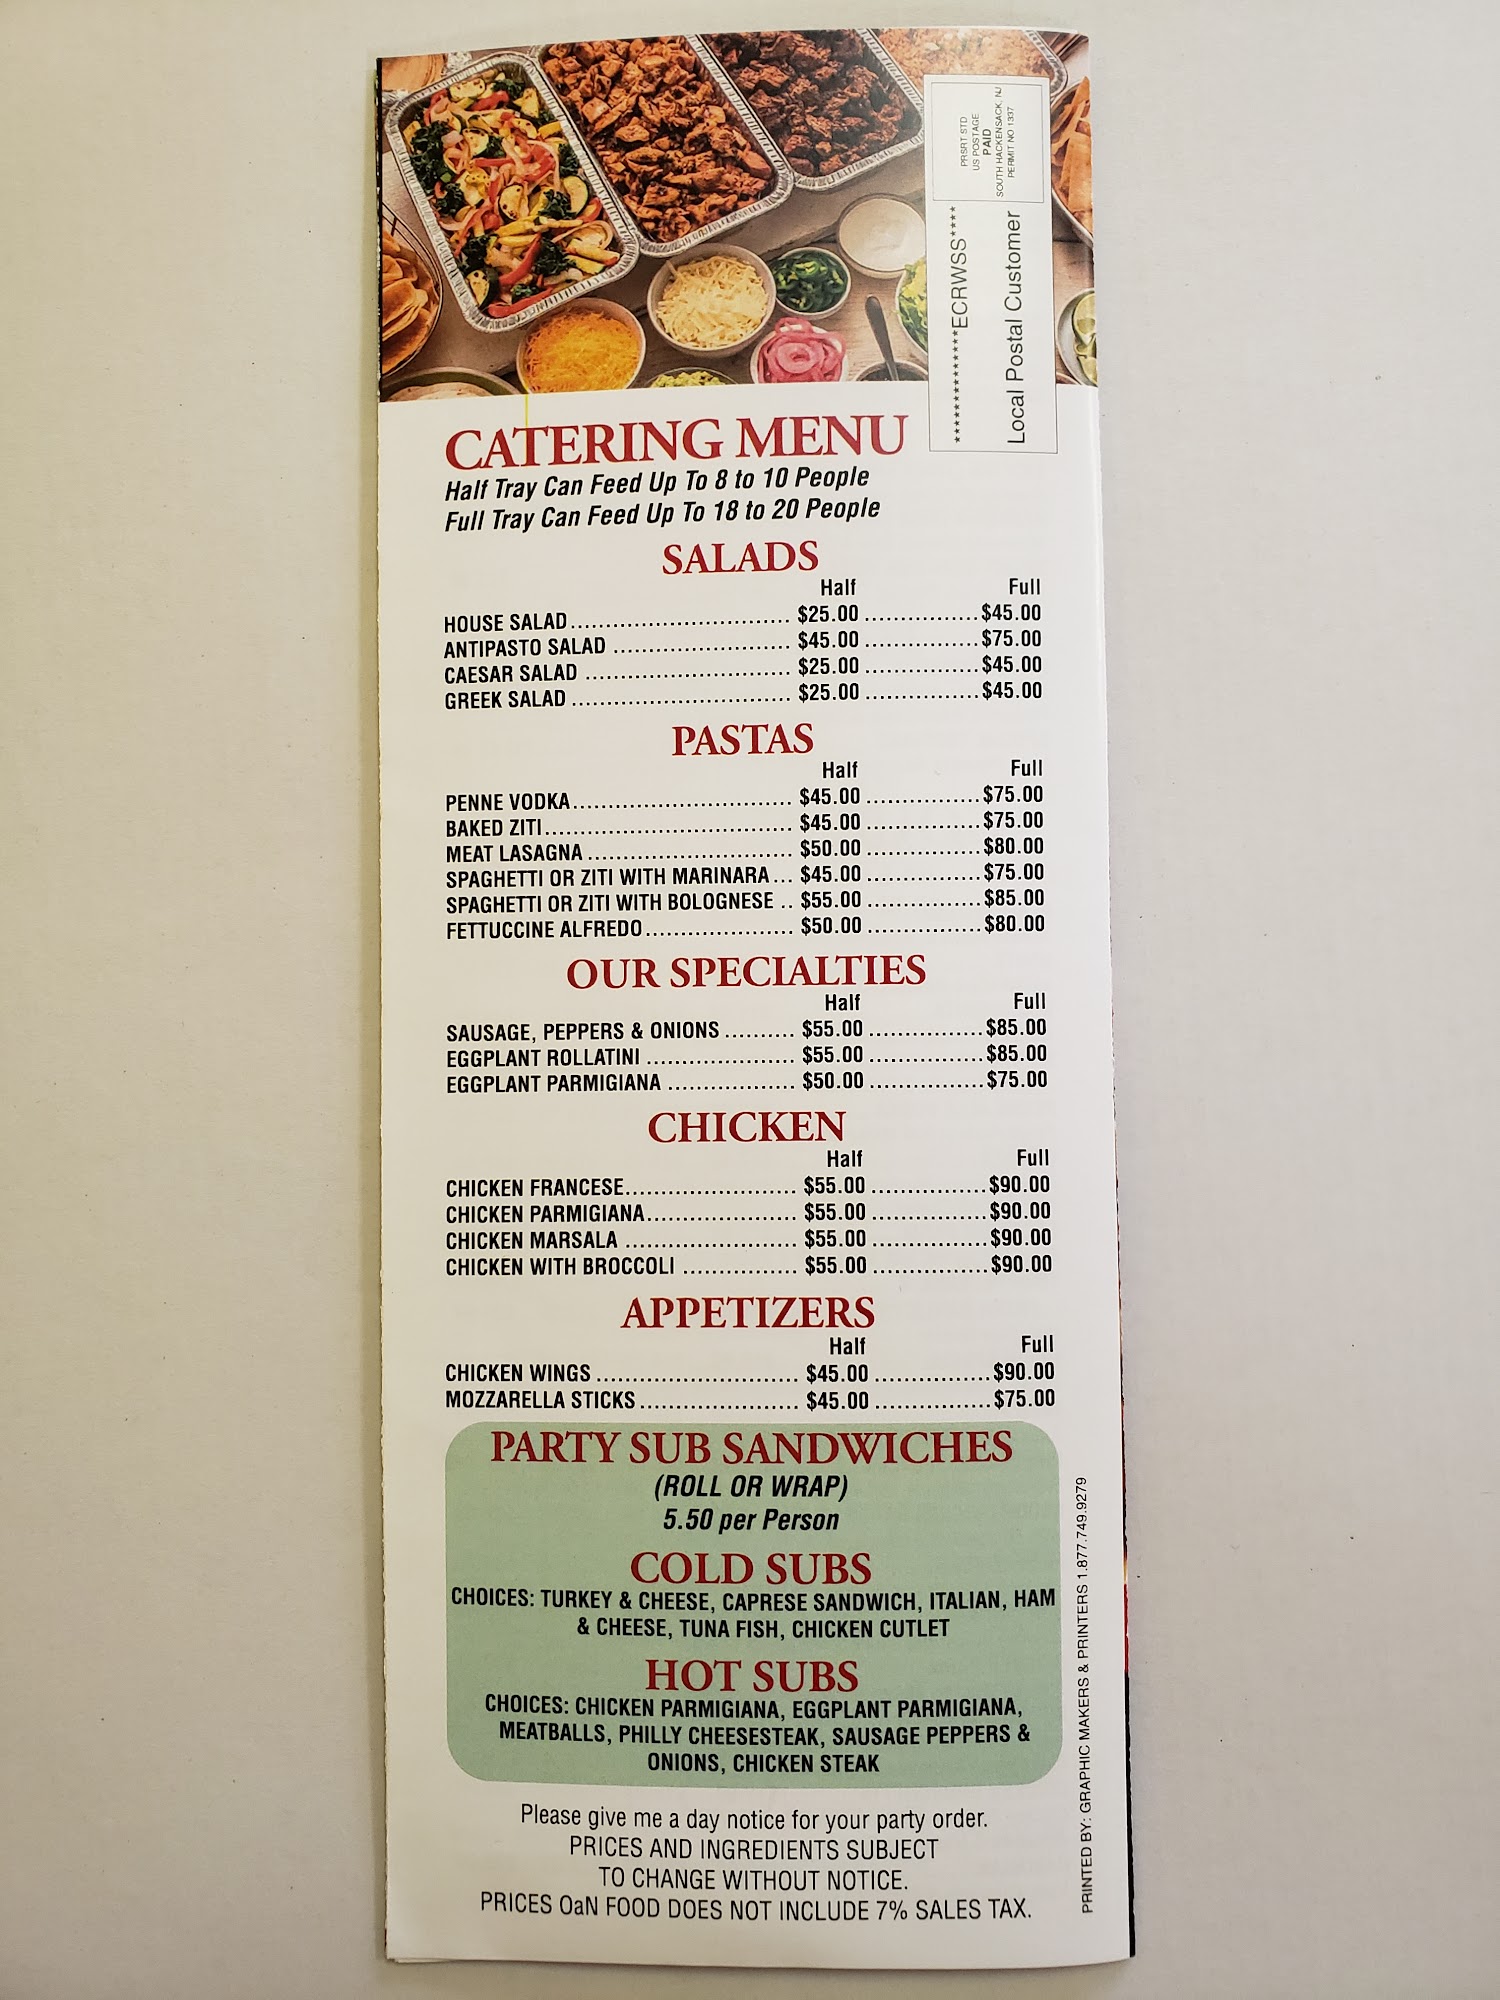 PRSRT STD
US POSTAGE
PAID
SOUTH HACKENSACK, NJ
PERMIT NO 1337
**************ECRWSS****
Local Postal Customer
CATERING MENU
Half Tray Can Feed Up To 8 to 10 People
Full Tray Can Feed Up To 18 to 20 People
SALADS
Half Full
HOUSE SALAD $25.00 $45.00
ANTIPASTO SALAD $45.00 $75.00
CAESAR SALAD $25.00 $45.00
GREEK SALAD $25.00 $45.00
PASTAS
Half Full
PENNE VODKA $45.00 $75.00
BAKED ZITI $45.00 $75.00
MEAT LASAGNA $50.00 $80.00
SPAGHETTI OR ZITI WITH MARINARA $45.00 $75.00
SPAGHETTI OR ZITI WITH BOLOGNESE $55.00 $85.00
FETTUCCINE ALFREDO $50.00 $80.00
OUR SPECIALTIES
Half Full
SAUSAGE, PEPPERS & ONIONS $55.00 $85.00
EGGPLANT ROLLATINI $55.00 $85.00
EGGPLANT PARMIGIANA $50.00 $75.00
CHICKEN
Half Full
CHICKEN FRANCESE $55.00 $90.00
CHICKEN PARMIGIANA $55.00 $90.00
CHICKEN MARSALA $55.00 $90.00
CHICKEN WITH BROCCOLI $55.00 $90.00
APPETIZERS
Half Full
CHICKEN WINGS $45.00 $90.00
MOZZARELLA STICKS $45.00 $75.00
PARTY SUB SANDWICHES
(ROLL OR WRAP)
5.50 per Person
COLD SUBS
CHOICES: TURKEY & CHEESE, CAPRESE SANDWICH, ITALIAN, HAM
& CHEESE, TUNA FISH, CHICKEN CUTLET
HOT SUBS
CHOICES: CHICKEN PARMIGIANA, EGGPLANT PARMIGIANA,
MEATBALLS, PHILLY CHEESESTEAK, SAUSAGE PEPPERS &
ONIONS, CHICKEN STEAK
Please give me a day notice for your party order.
PRICES AND INGREDIENTS SUBJECT
TO CHANGE WITHOUT NOTICE.
PRICES OaN FOOD DOES NOT INCLUDE 7% SALES TAX.
PRINTED BY: GRAPHIC MAKERS & PRINTERS 1.877.749.9279